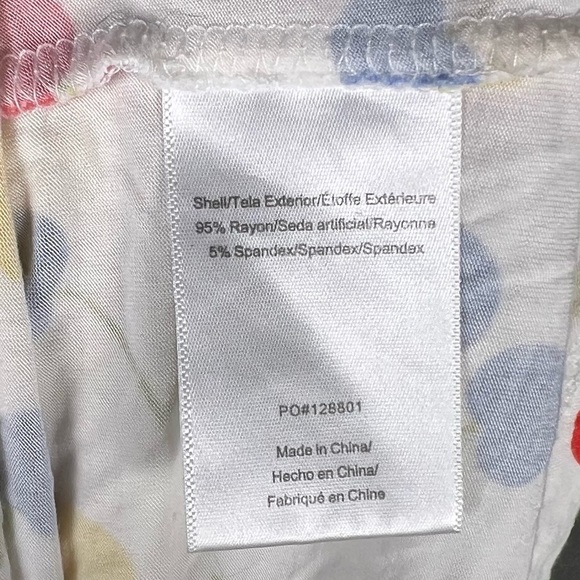 Shell/Tela Exterior/Étoffe Extérieure
95% Rayon/Seda artificial/Rayonne
5% Spandex/Spandex/Spandex
PO#128801
Made in China/
Hecho en China/
Fabriqué en Chine